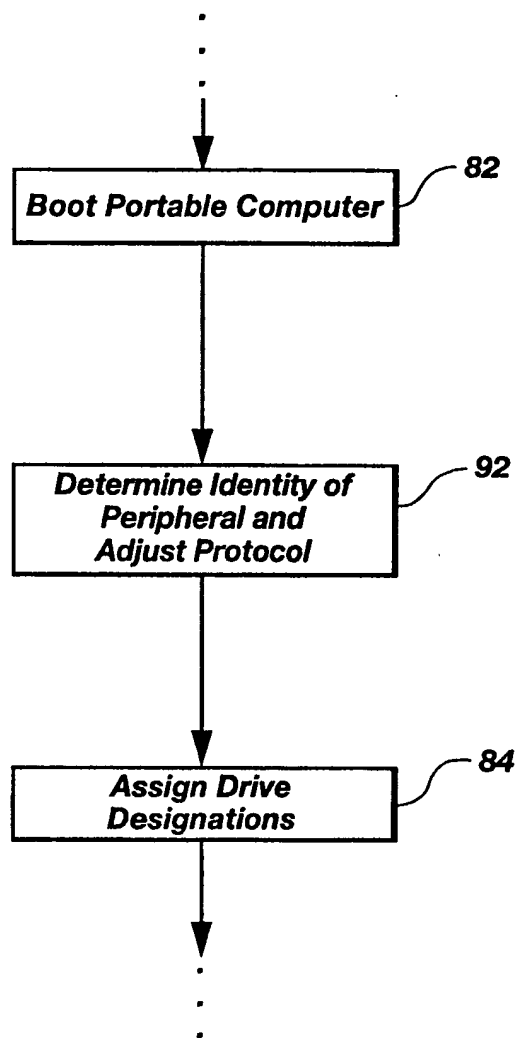 82
Boot Portable Computer
92
Determine Identity of
Peripheral and
Adjust Protocol
84
Assign Drive
Designations